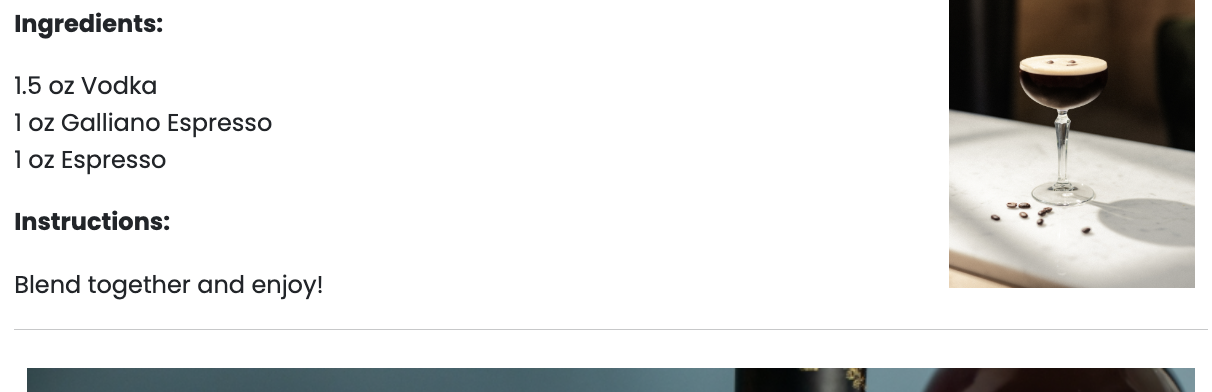 Ingredients:
1.5 oz Vodka
1 oz Galliano Espresso
1 oz Espresso
Instructions:
Blend together and enjoy!